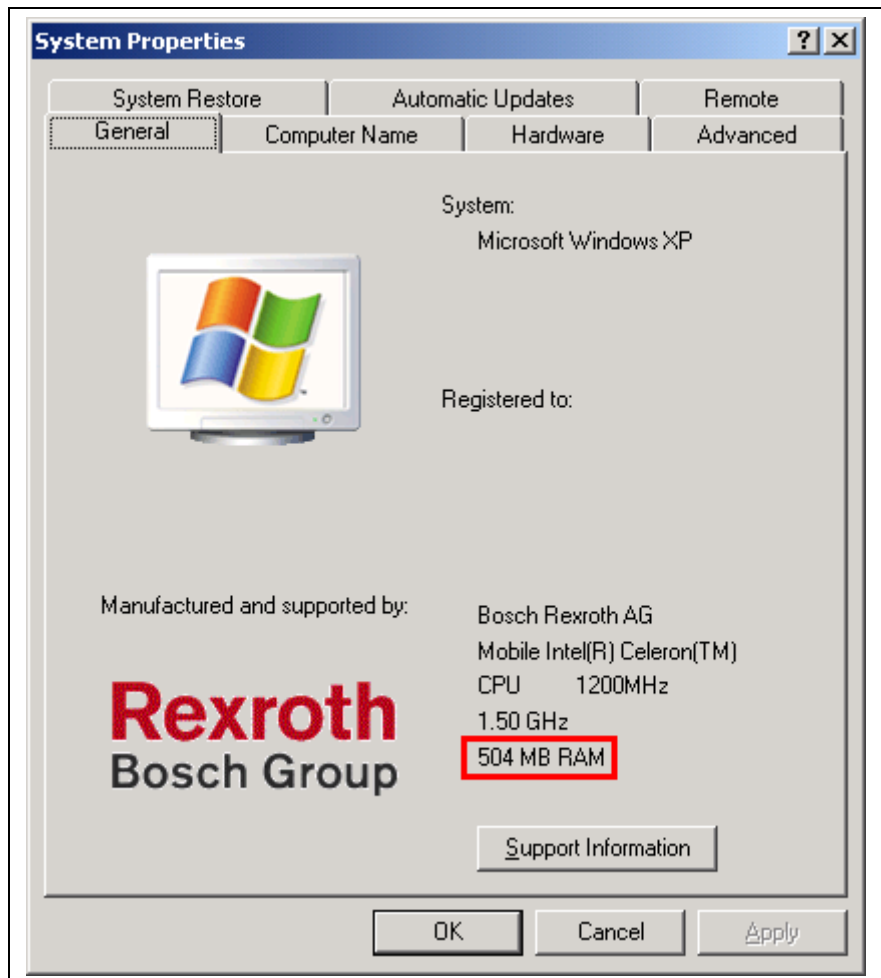 System Properties
System Restore Automatic Updates Remote
General Computer Name Hardware Advanced
System:
Microsoft Windows XP
Registered to:
Manufactured and supported by:
Bosch Rexroth AG
Mobile Intel(R) Celeron(TM)
CPU 1200MHz
1.50 GHz
504 MB RAM
Rexroth
Bosch Group
Support Information
OK Cancel Apply